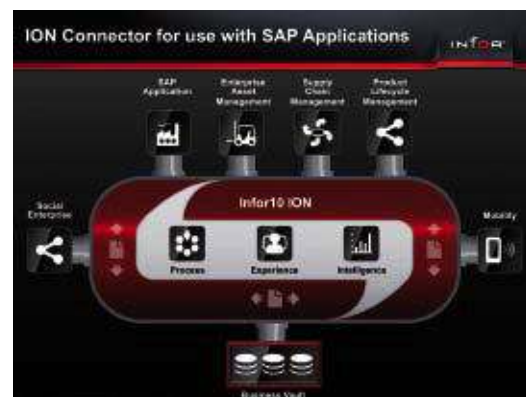 ION Connector for use with SAP Applications
INFOR
SAP
Application
Enterprise
Asset
Management
Supply
Chain
Management
Product
Lifecycle
Management
Social
Enterprise
Infor10 ION
Mobility
Process
Experience
Intelligence
Business Vault